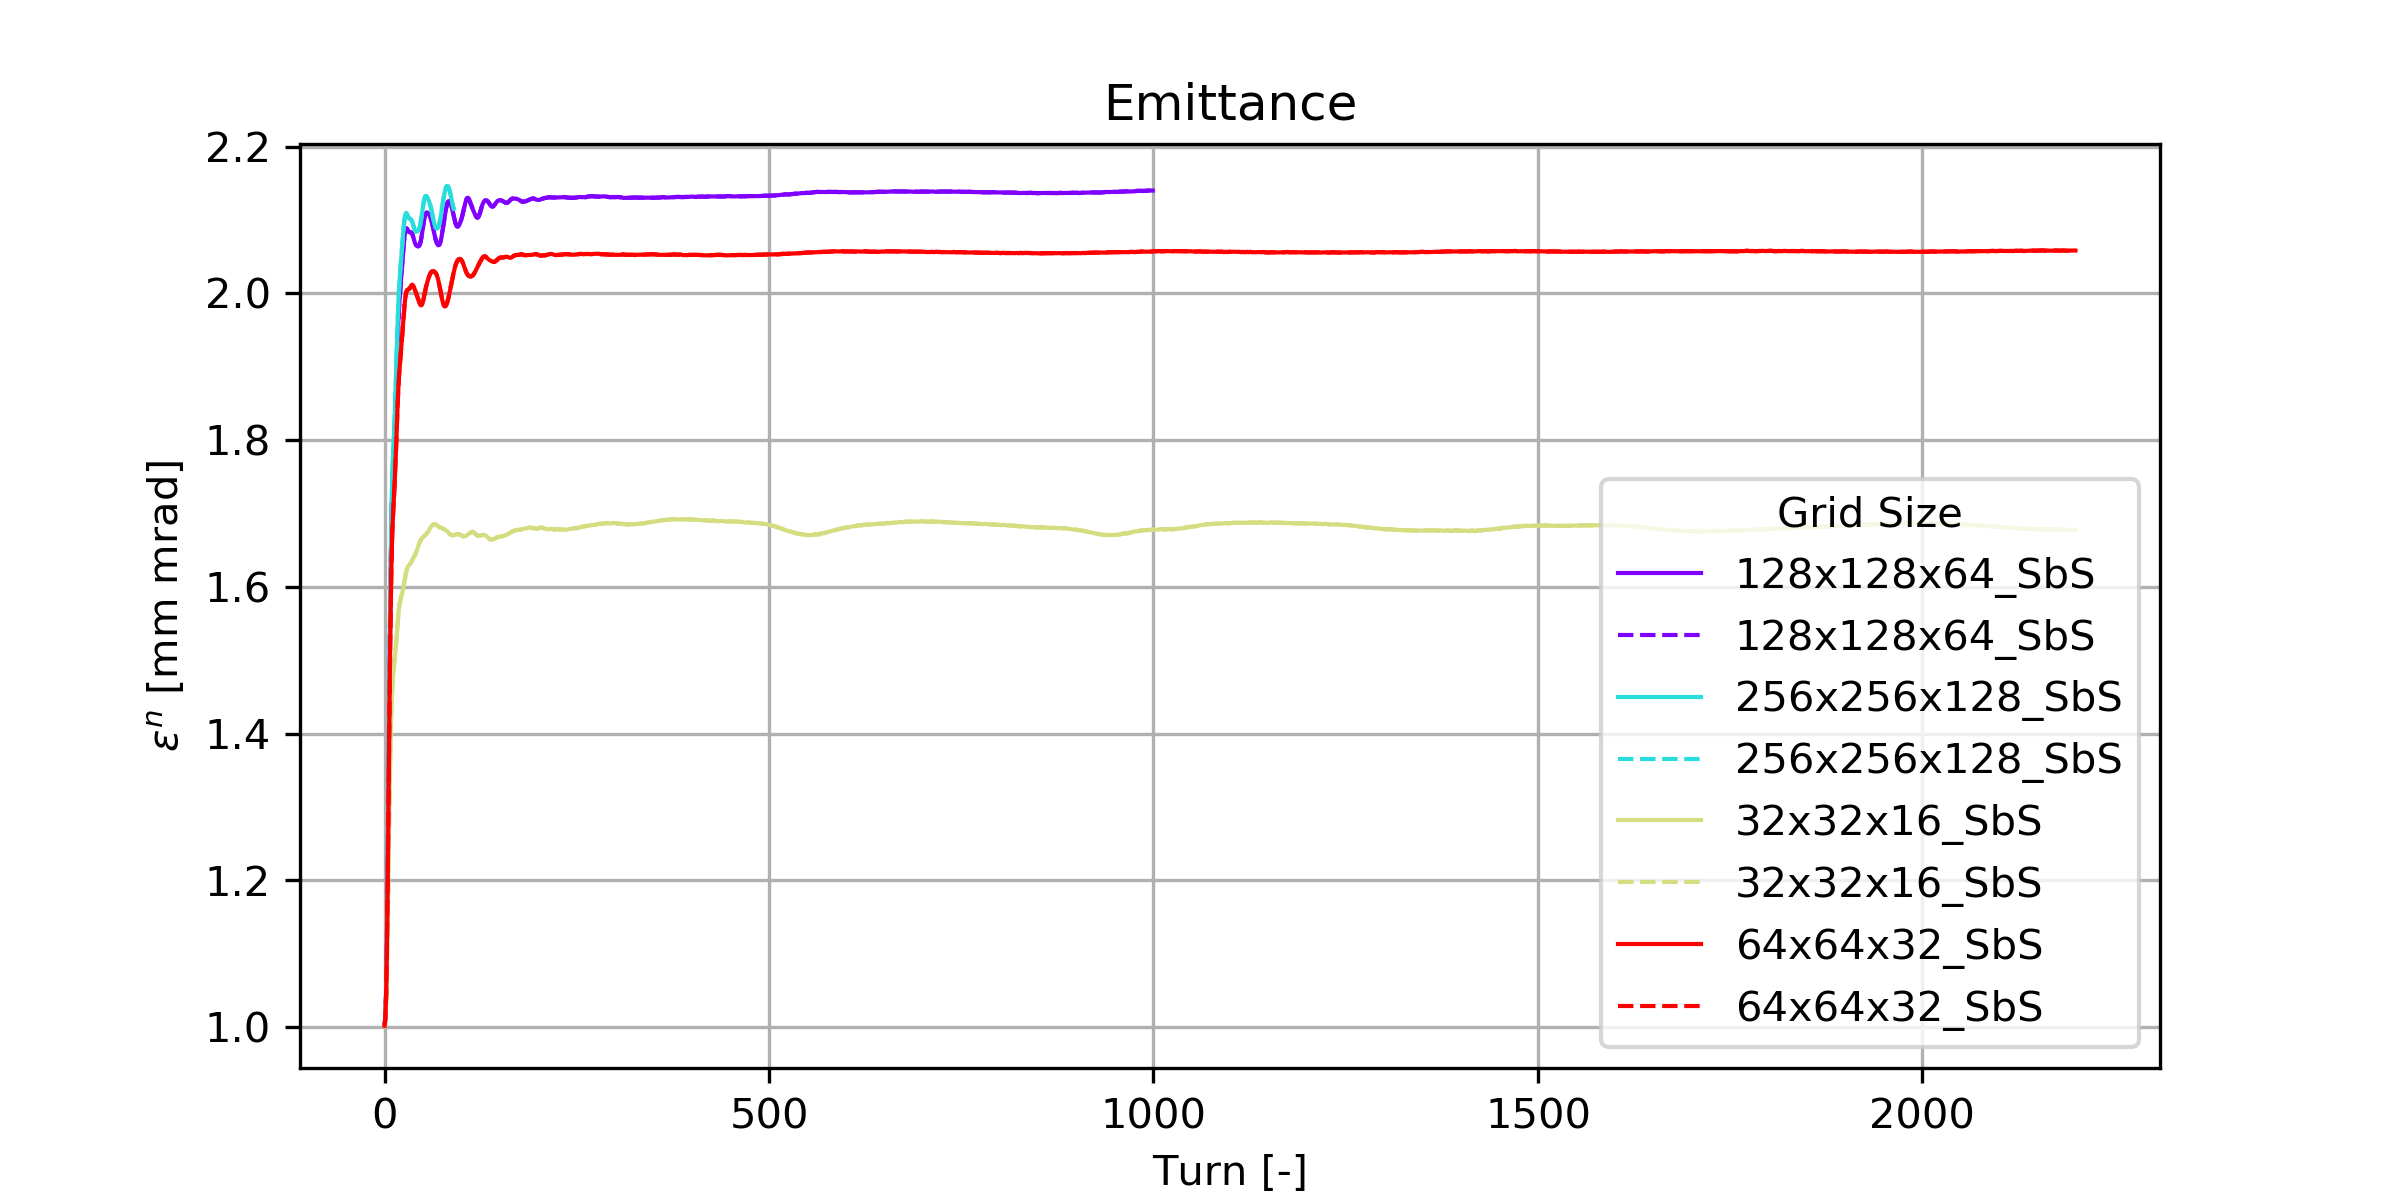 Emittance
2.2
2.0
1.8
1.6
1.4
1.2
1.0
εⁿ [mm mrad]
0 500 1000 1500 2000
Turn [-]
Grid Size
128x128x64_SbS
128x128x64_SbS
256x256x128_SbS
256x256x128_SbS
32x32x16_SbS
32x32x16_SbS
64x64x32_SbS
64x64x32_SbS